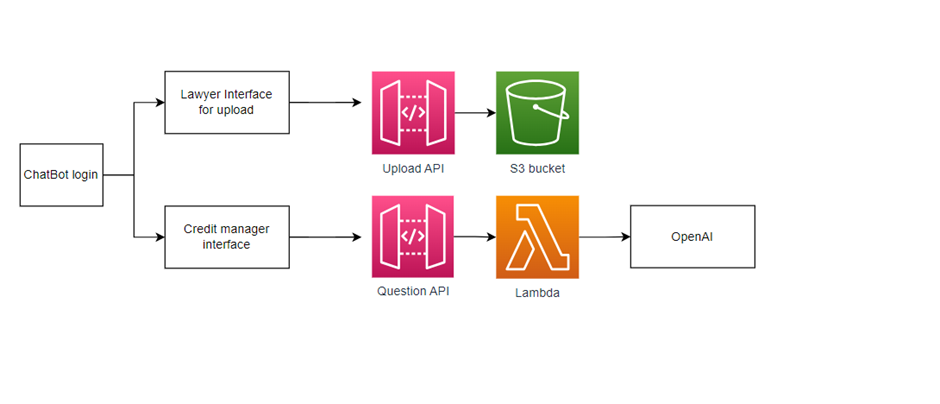 ChatBot login
Lawyer Interface
for upload
Upload API
S3 bucket
Credit manager
interface
Question API
Lambda
OpenAI